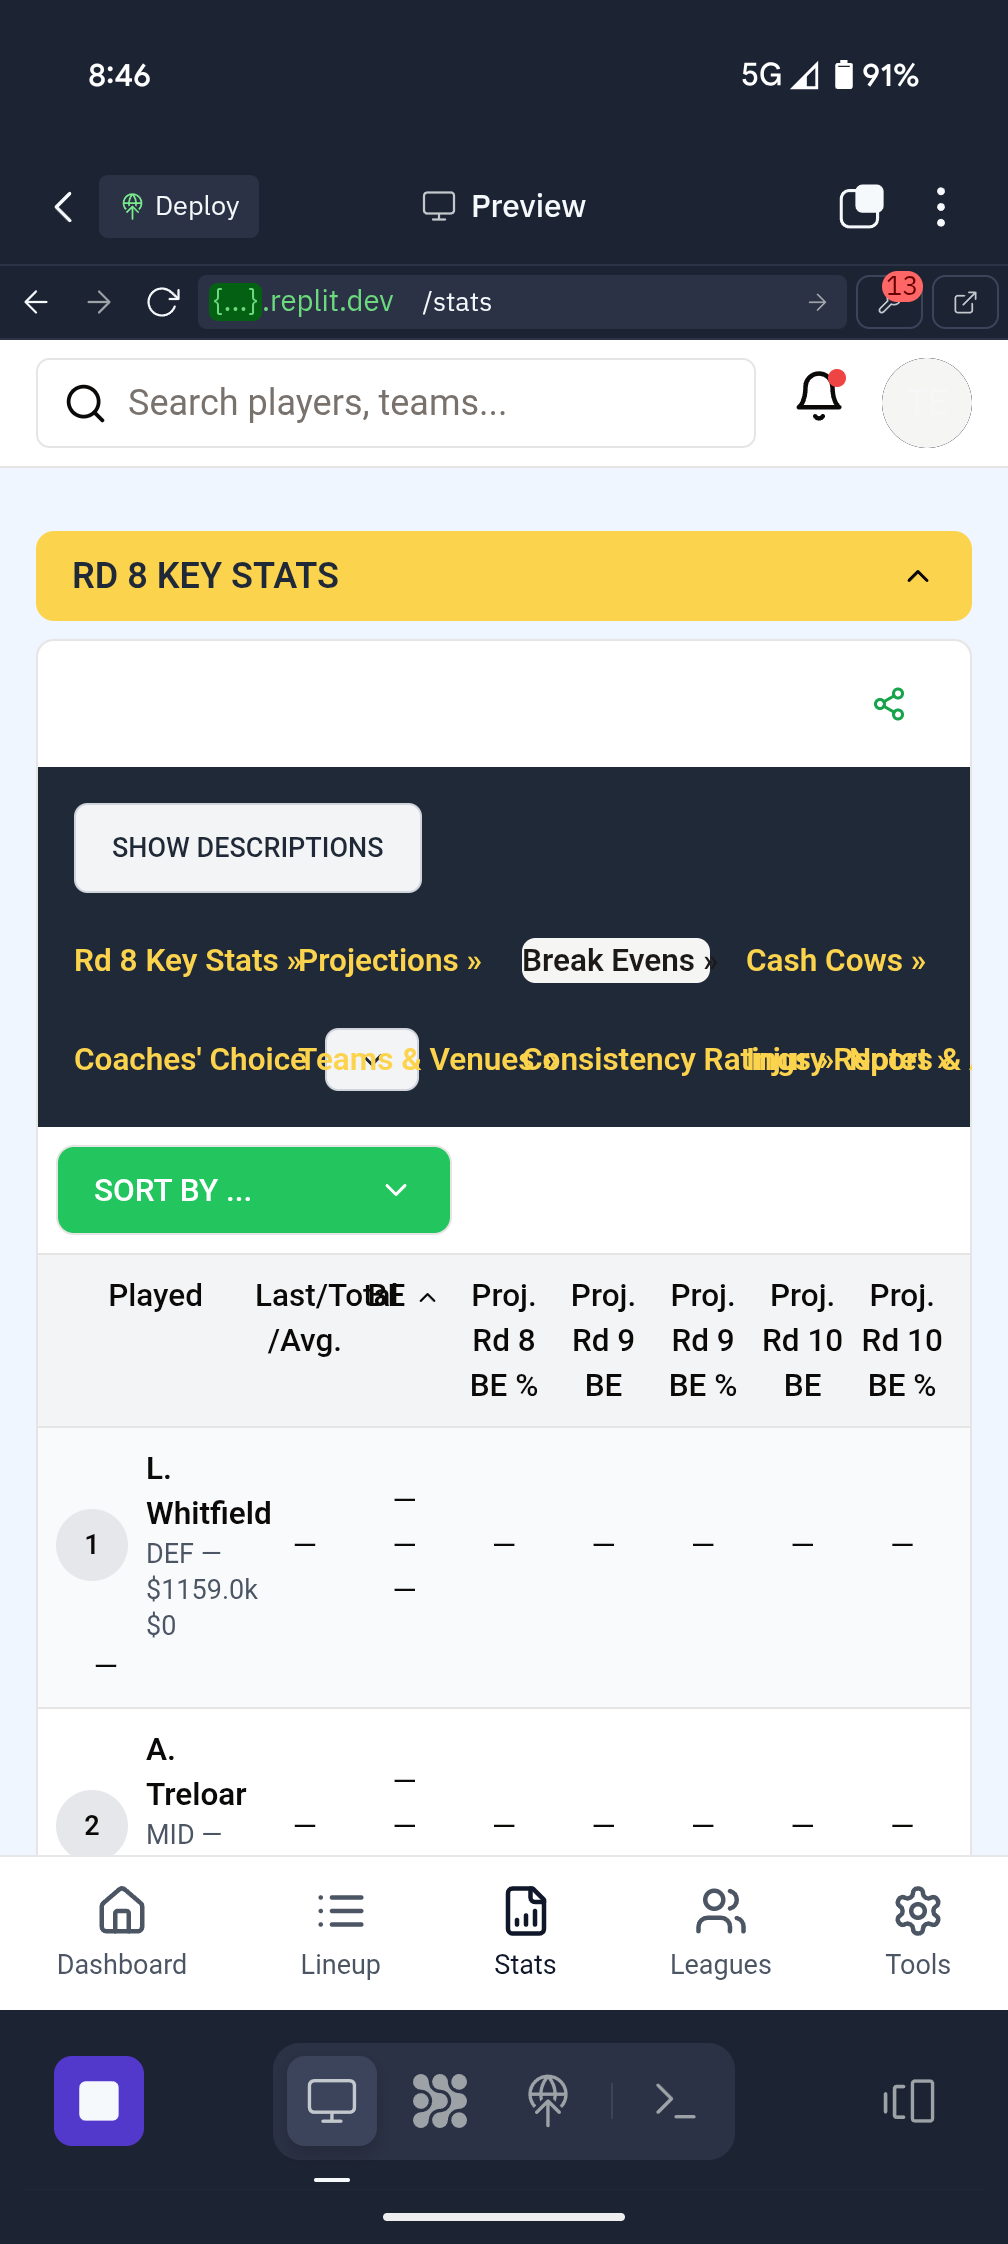 8:46 5G 91%
Deploy Preview
{...}.replit.dev /stats 13
Search players, teams... TE
RD 8 KEY STATS
SHOW DESCRIPTIONS
Rd 8 Key Stats » Projections » Break Evens » Cash Cows »
Coaches' Choice Teams & Venues » Consistency Ratings » Injury Reports » Notes &
SORT BY ...
Played Last/Total BE Proj. Proj. Proj. Proj. Proj.
/Avg. Rd 8 Rd 9 Rd 9 Rd 10 Rd 10
BE % BE BE % BE BE %
L.
Whitfield —
1 DEF — — — — — — — —
$1159.0k —
$0
—
A.
Treloar —
2 MID — — — — — — — —
Dashboard Lineup Stats Leagues Tools